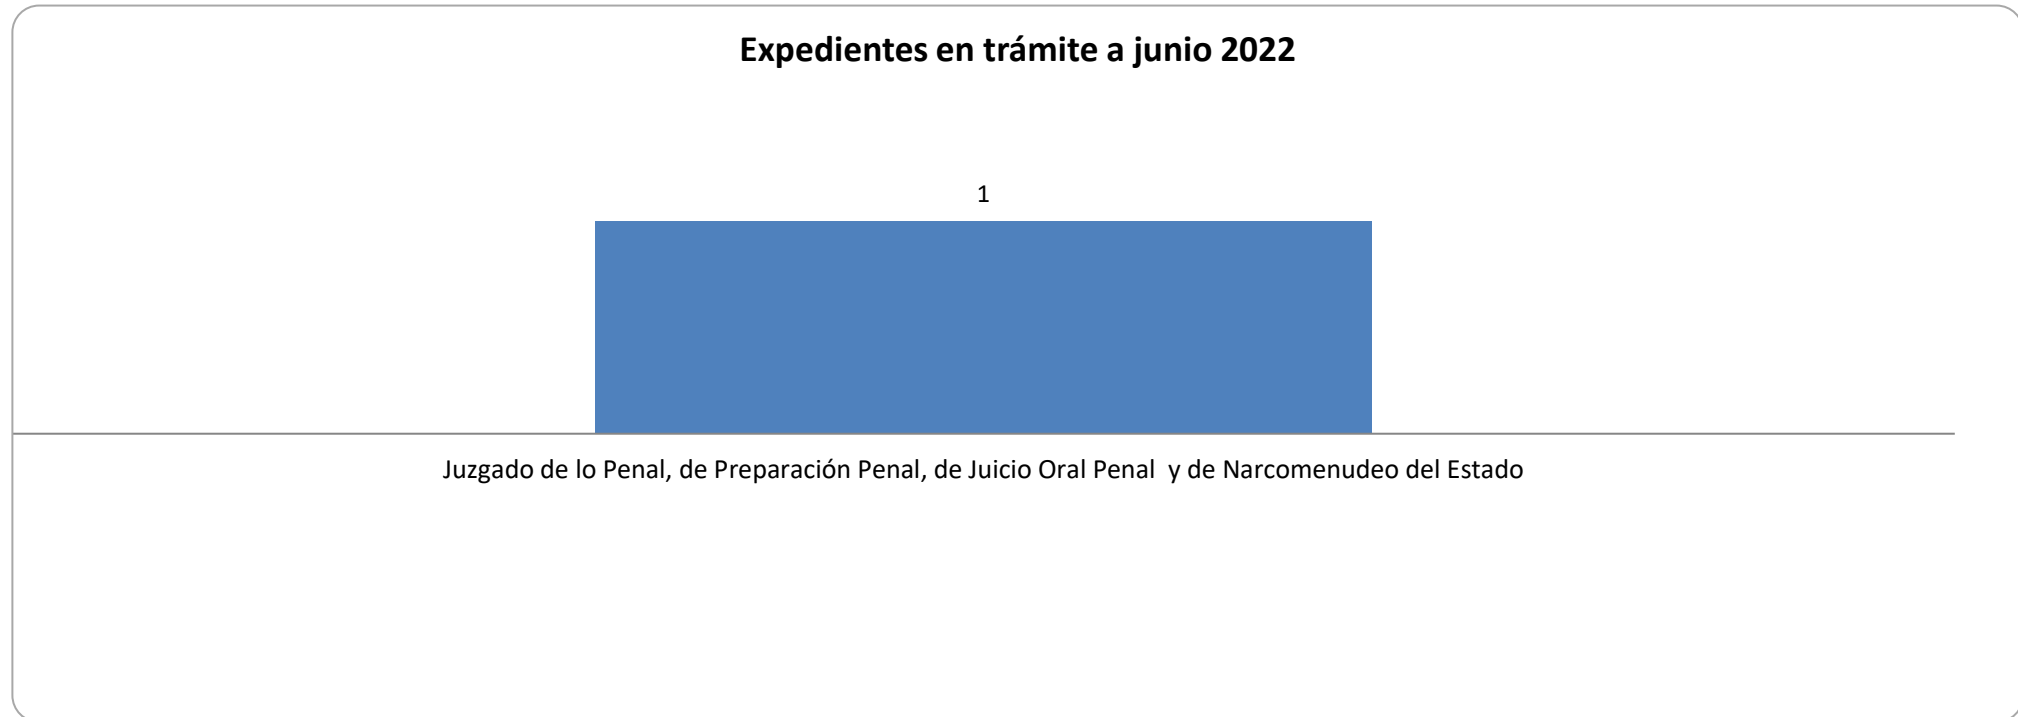 Expedientes en trámite a junio 2022
1
Juzgado de lo Penal, de Preparación Penal, de Juicio Oral Penal  y de Narcomenudeo del Estado